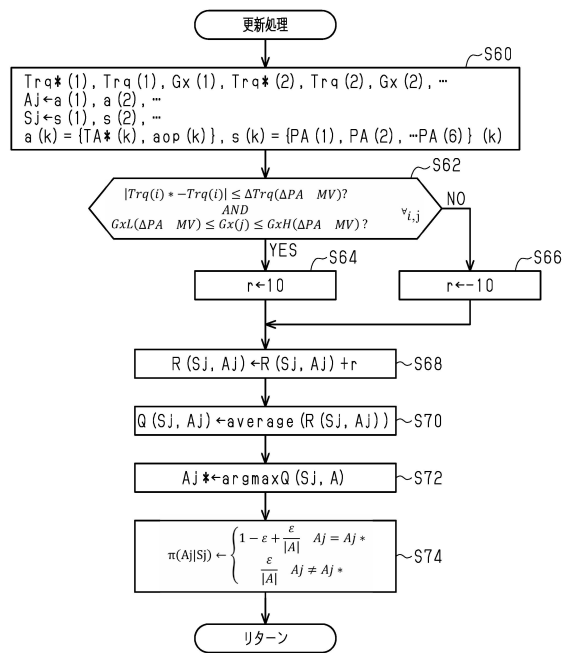 更新処理
S60
Trq*(1), Trq(1), Gx(1), Trq*(2), Trq(2), Gx(2), …
Aj←a(1), a(2), …
Sj←s(1), s(2), …
a(k)={TA*(k), aop(k)}, s(k)={PA(1), PA(2), …PA(6)}(k)
S62
|Trq(i)*−Trq(i)| ≤ ΔTrq(ΔPA MV)?
AND
GxL(ΔPA MV) ≤ Gx(j) ≤ GxH(ΔPA MV)?
∀i,j
NO
YES
S64
r←10
S66
r←-10
R(Sj, Aj)←R(Sj, Aj)+r
S68
Q(Sj, Aj)←average(R(Sj, Aj))
S70
Aj*←argmaxQ(Sj, A)
S72
π(Aj|Sj) ← { 1 − ε + ε/|A| Aj = Aj*
ε/|A| Aj ≠ Aj*
S74
リターン